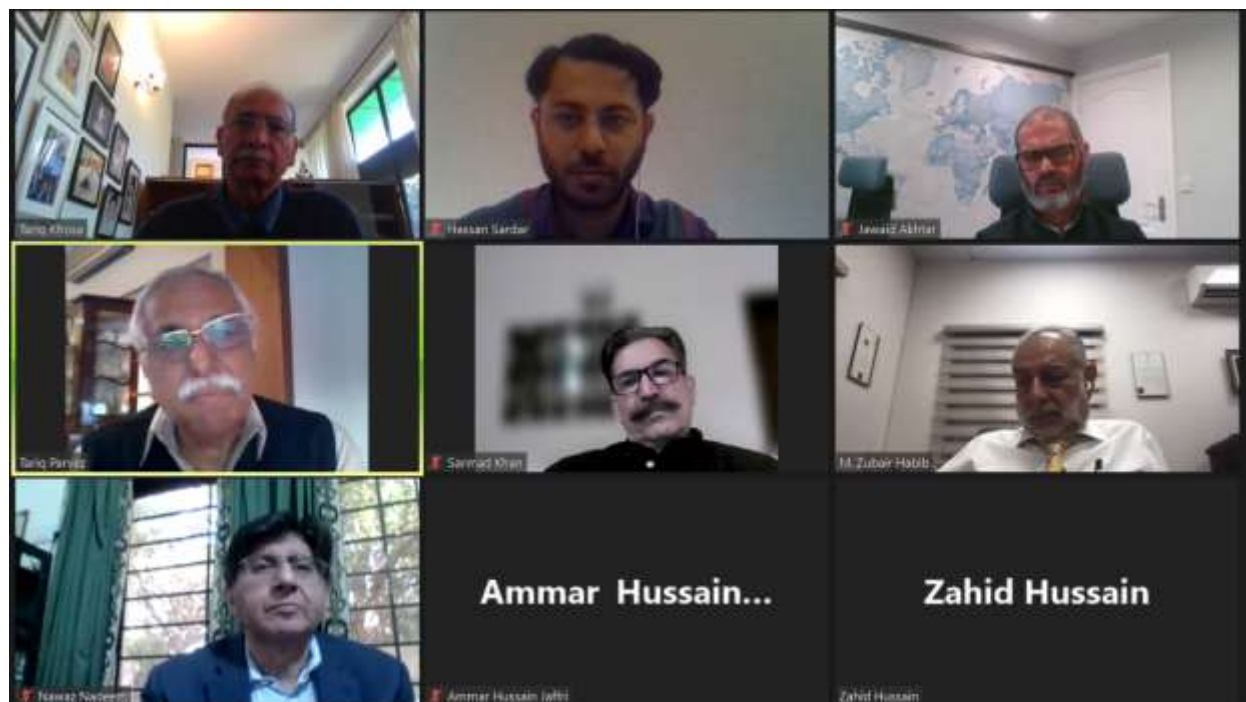 Tariq Khosa
Hassan Sardar
Jawaid Akhtar
Tariq Parvez
Sarmad Khan
M. Zubair Habib
Ammar Hussain...
Zahid Hussain
Nawaz Nadeem
Ammar Hussain Jaffri
Zahid Hussain